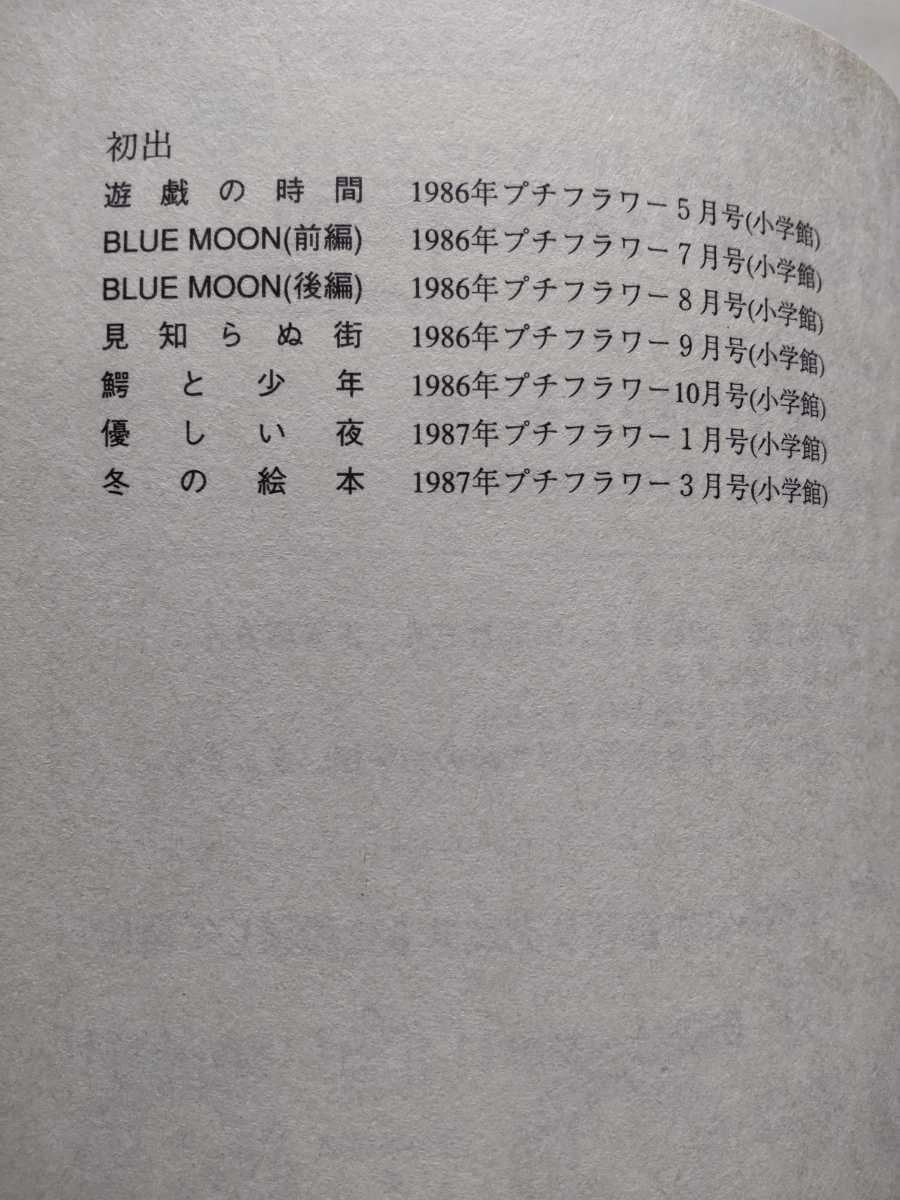 初出
遊戯の時間 1986年プチフラワー5月号(小学館)
BLUE MOON(前編) 1986年プチフラワー7月号(小学館)
BLUE MOON(後編) 1986年プチフラワー8月号(小学館)
見知らぬ街 1986年プチフラワー9月号(小学館)
鰐と少年 1986年プチフラワー10月号(小学館)
優しい夜 1987年プチフラワー1月号(小学館)
冬の絵本 1987年プチフラワー3月号(小学館)